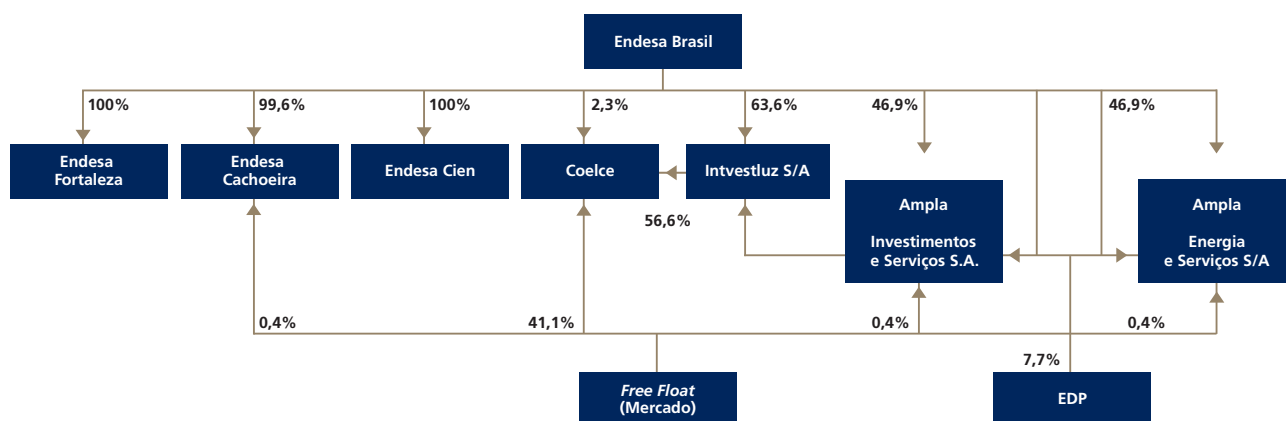 Endesa Brasil
100%
99,6%
100%
2,3%
63,6%
46,9%
46,9%
Endesa
Fortaleza
Endesa
Cachoeira
Endesa Cien
Coelce
Intvestluz S/A
56,6%
Ampla
Investimentos
e Serviços S.A.
Ampla
Energia
e Serviços S/A
0,4%
41,1%
0,4%
0,4%
7,7%
Free Float
(Mercado)
EDP